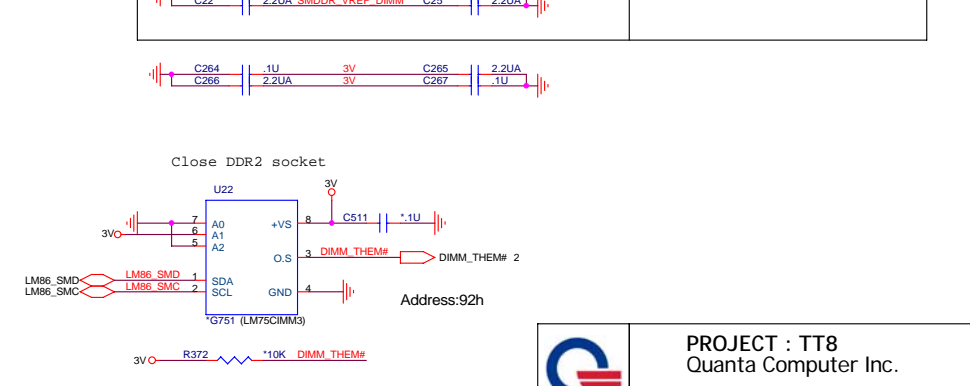 C22 2.2UA SMDDR_VREF_DIMM C25 2.2UA
C264 .1U 3V C265 2.2UA
C266 2.2UA 3V C267 .1U
Close DDR2 socket
U22
3V
7 A0 +VS 8 C511 *.1U
3V 6 A1
5 A2
O.S 3 DIMM_THEM# DIMM_THEM# 2
LM86_SMD LM86_SMD 1 SDA
LM86_SMC LM86_SMC 2 SCL GND 4
Address:92h
*G751 (LM75CIMM3)
3V R372 *10K DIMM_THEM#
PROJECT : TT8
Quanta Computer Inc.